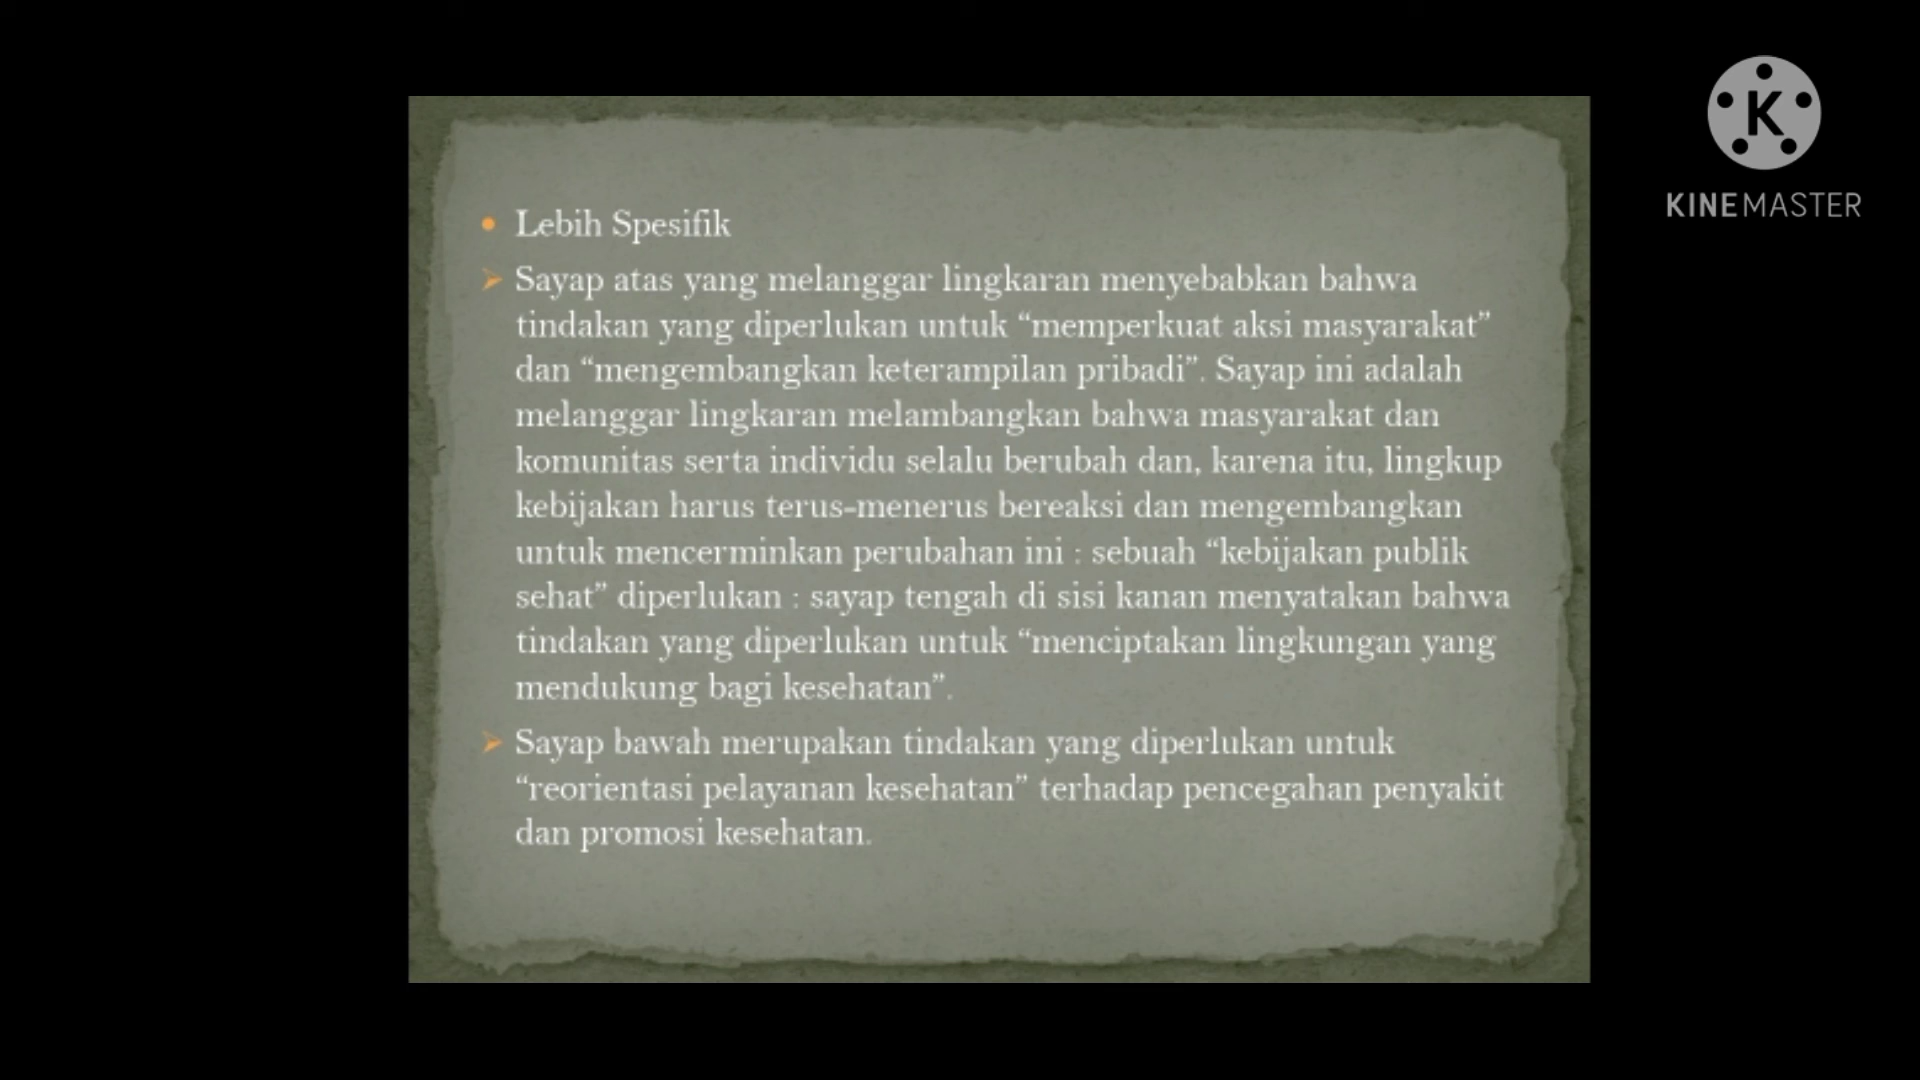 Lebih Spesifik
Sayap atas yang melanggar lingkaran menyebabkan bahwa
tindakan yang diperlukan untuk “memperkuat aksi masyarakat”
dan “mengembangkan keterampilan pribadi”. Sayap ini adalah
melanggar lingkaran melambangkan bahwa masyarakat dan
komunitas serta individu selalu berubah dan, karena itu, lingkup
kebijakan harus terus-menerus bereaksi dan mengembangkan
untuk mencerminkan perubahan ini : sebuah “kebijakan publik
sehat” diperlukan : sayap tengah di sisi kanan menyatakan bahwa
tindakan yang diperlukan untuk “menciptakan lingkungan yang
mendukung bagi kesehatan”.
Sayap bawah merupakan tindakan yang diperlukan untuk
“reorientasi pelayanan kesehatan” terhadap pencegahan penyakit
dan promosi kesehatan.
K
KINEMASTER